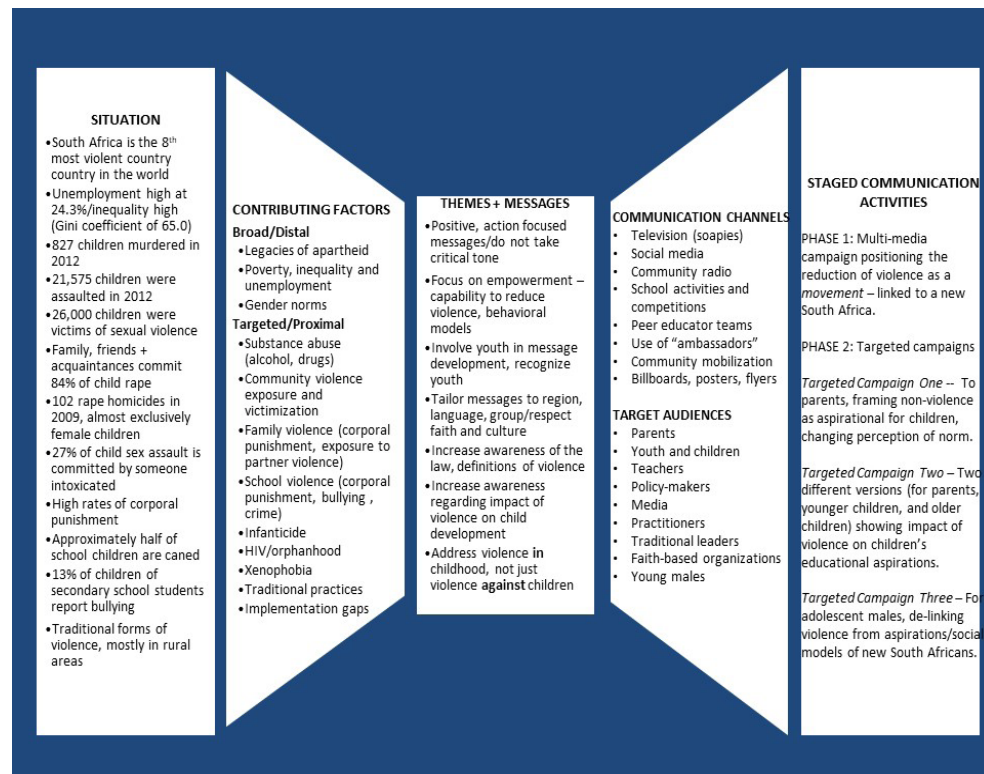 SITUATION
•South Africa is the 8th
most violent country
country in the world
•Unemployment high at
24.3%/inequality high
(Gini coefficient of 65.0)
•827 children murdered in
2012
•21,575 children were
assaulted in 2012
•26,000 children were
victims of sexual violence
•Family, friends +
acquaintances commit
84% of child rape
•102 rape homicides in
2009, almost exclusively
female children
•27% of child sex assault is
committed by someone
intoxicated
•High rates of corporal
punishment
•Approximately half of
school children are caned
•13% of children of
secondary school students
report bullying
•Traditional forms of
violence, mostly in rural
areas
CONTRIBUTING FACTORS
Broad/Distal
•Legacies of apartheid
•Poverty, inequality and
unemployment
•Gender norms
Targeted/Proximal
•Substance abuse
(alcohol, drugs)
•Community violence
exposure and
victimization
•Family violence (corporal
punishment, exposure to
partner violence)
•School violence (corporal
punishment, bullying ,
crime)
•Infanticide
•HIV/orphanhood
•Xenophobia
•Traditional practices
•Implementation gaps
THEMES + MESSAGES
•Positive, action focused
messages/do not take
critical tone
•Focus on empowerment –
capability to reduce
violence, behavioral
models
•Involve youth in message
development, recognize
youth
•Tailor messages to region,
language, group/respect
faith and culture
•Increase awareness of the
law, definitions of violence
•Increase awareness
regarding impact of
violence on child
development
•Address violence in
childhood, not just
violence against children
COMMUNICATION CHANNELS
• Television (soapies)
• Social media
• Community radio
• School activities and
competitions
• Peer educator teams
• Use of “ambassadors”
• Community mobilization
• Billboards, posters, flyers
TARGET AUDIENCES
• Parents
• Youth and children
• Teachers
• Policy-makers
• Media
• Practitioners
• Traditional leaders
• Faith-based organizations
• Young males
STAGED COMMUNICATION
ACTIVITIES
PHASE 1: Multi-media
campaign positioning the
reduction of violence as a
movement – linked to a new
South Africa.
PHASE 2: Targeted campaigns
Targeted Campaign One -- To
parents, framing non-violence
as aspirational for children,
changing perception of norm.
Targeted Campaign Two – Two
different versions (for parents,
younger children, and older
children) showing impact of
violence on children’s
educational aspirations.
Targeted Campaign Three – For
adolescent males, de-linking
violence from aspirations/social
models of new South Africans.